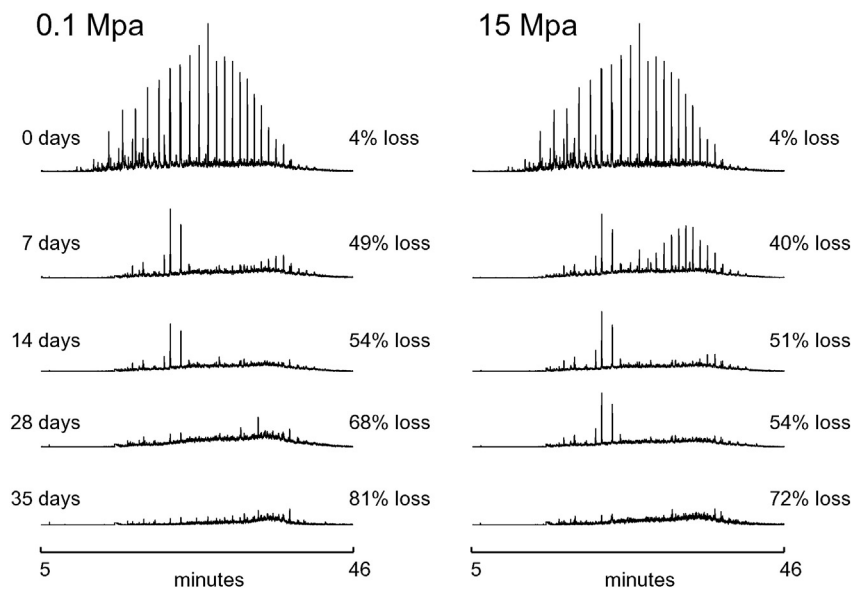 0.1 Mpa
15 Mpa
0 days
4% loss
4% loss
7 days
49% loss
40% loss
14 days
54% loss
51% loss
28 days
68% loss
54% loss
35 days
81% loss
72% loss
5
minutes
46
5
minutes
46